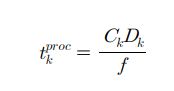 t_k^{proc} = \frac{C_k D_k}{f}